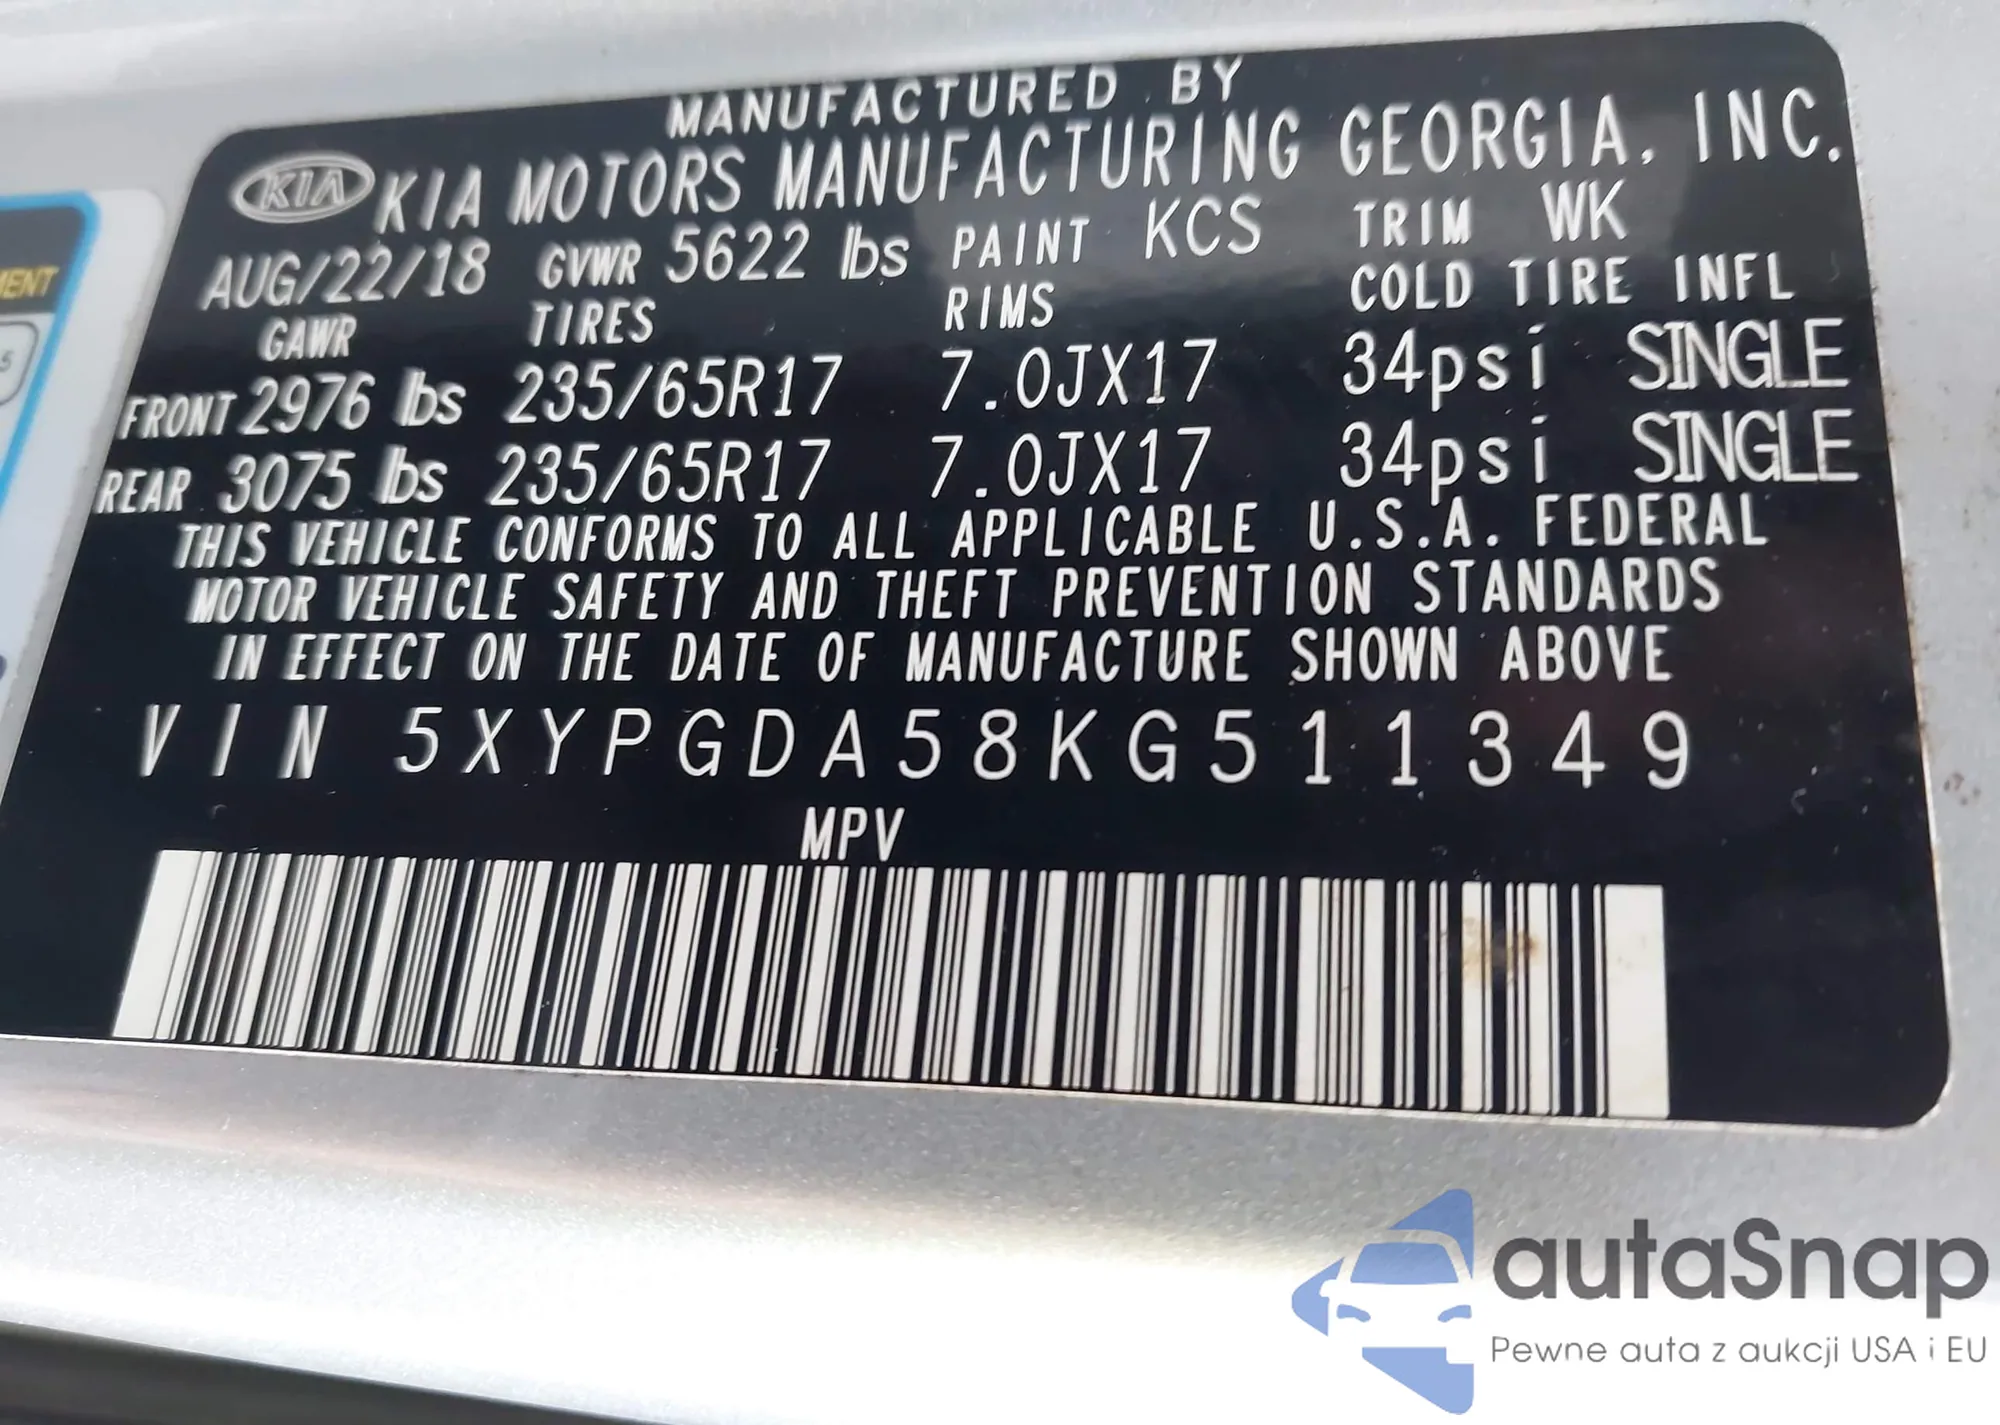 MANUFACTURED BY
KIA KIA MOTORS MANUFACTURING GEORGIA, INC.
AUG/22/18 GVWR 5622 lbs PAINT KCS TRIM WK
GAWR TIRES RIMS COLD TIRE INFL
FRONT 2976 lbs 235/65R17 7.0JX17 34psi SINGLE
REAR 3075 lbs 235/65R17 7.0JX17 34psi SINGLE
THIS VEHICLE CONFORMS TO ALL APPLICABLE U.S.A. FEDERAL
MOTOR VEHICLE SAFETY AND THEFT PREVENTION STANDARDS
IN EFFECT ON THE DATE OF MANUFACTURE SHOWN ABOVE
VIN 5XYPGDA58KG511349
MPV
autaSnap
Pewne auta z aukcji USA i EU